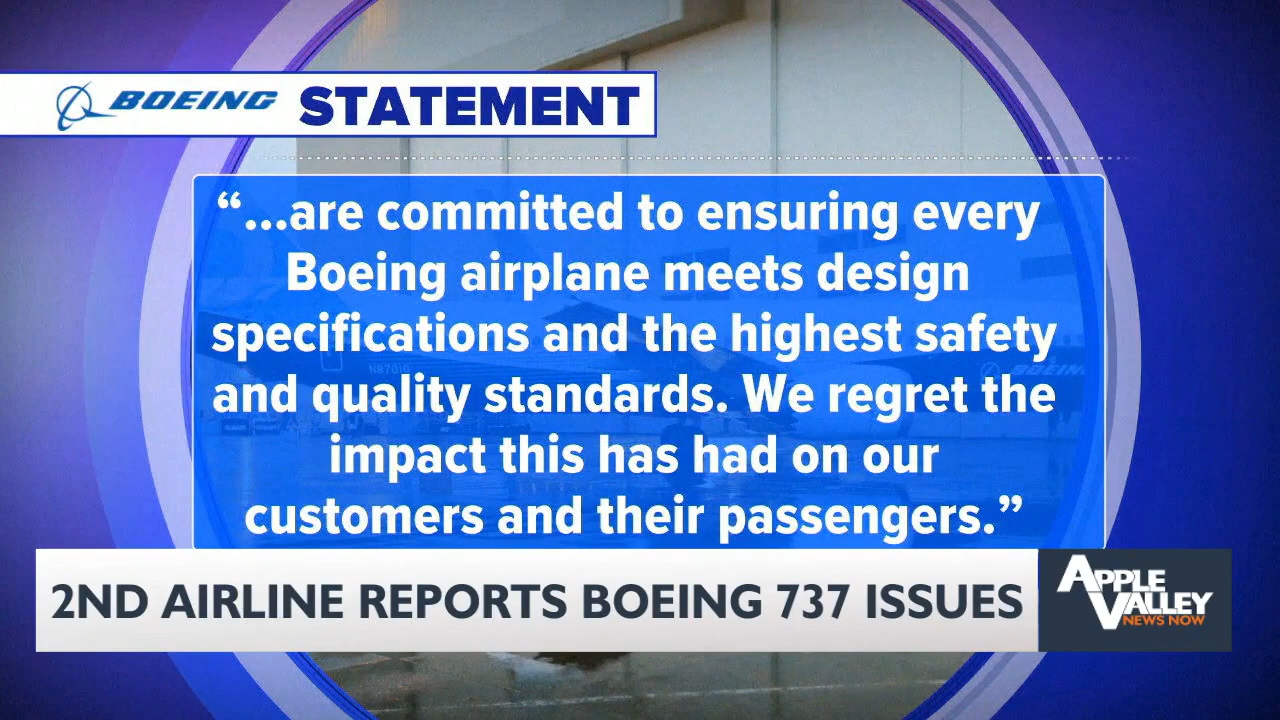 BOEING STATEMENT
“...are committed to ensuring every
Boeing airplane meets design
specifications and the highest safety
and quality standards. We regret the
impact this has had on our
customers and their passengers.”
N8701Q
BOEING
2ND AIRLINE REPORTS BOEING 737 ISSUES
APPLE
VALLEY
NEWS NOW